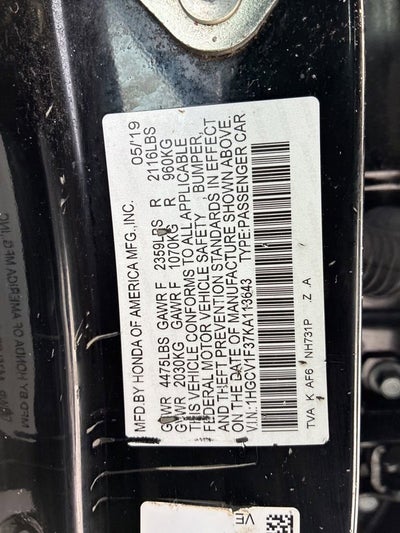 MFD.BY HONDA OF AMERICA MFG.,INC. 05/19
GVWR 4475LBS GAWR F 2359LBS R 2116LBS
GVWR 2030KG GAWR F 1070KG R 960KG
THIS VEHICLE CONFORMS TO ALL APPLICABLE
FEDERAL MOTOR VEHICLE SAFETY, BUMPER,
AND THEFT PREVENTION STANDARDS IN EFFECT
ON THE DATE OF MANUFACTURE SHOWN ABOVE.
V.I.N: 1HGCV1F37KA113643 TYPE:PASSENGER CAR
TVA K AF6 NH731P Z A
VE